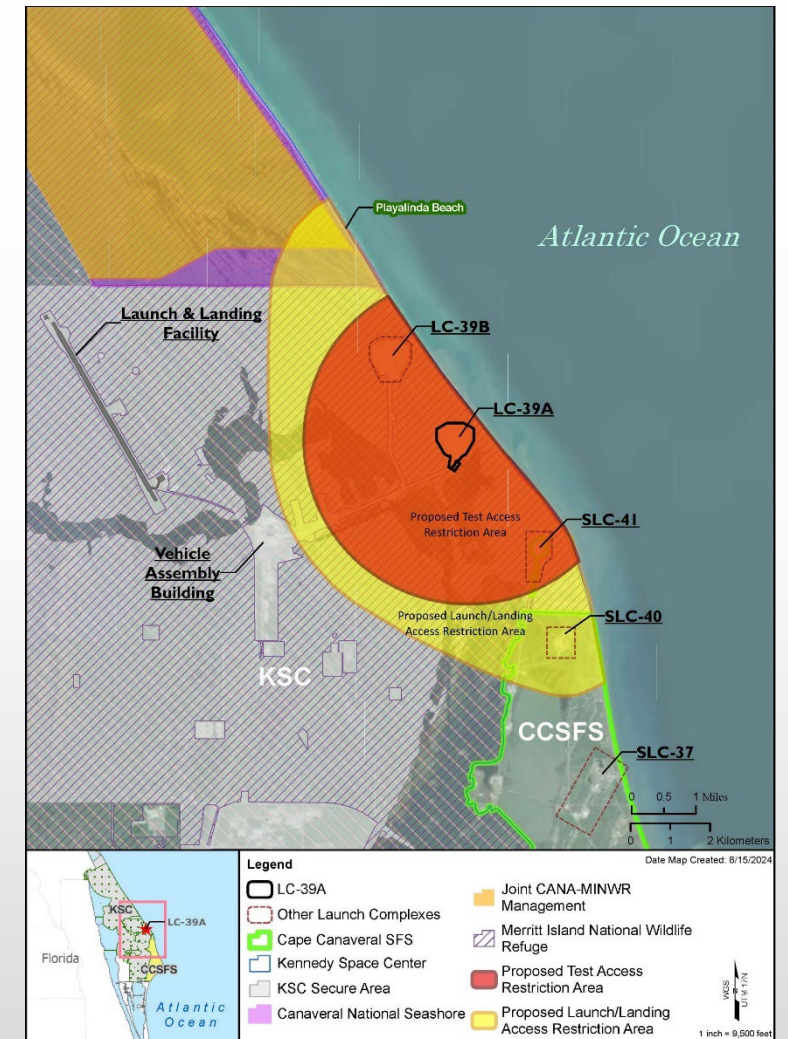 Playalinda Beach
Atlantic Ocean
Launch & Landing
Facility
LC-39B
LC-39A
Proposed Test Access
Restriction Area
SLC-41
Vehicle
Assembly
Building
Proposed Launch/Landing
Access Restriction Area
SLC-40
KSC
CCSFS
SLC-37
0 0.5 1 Miles
0 1 2 Kilometers
Date Map Created: 8/15/2024
KSC
LC-39A
Florida
CCSFS
Atlantic
Ocean
Legend
LC-39A
Other Launch Complexes
Cape Canaveral SFS
Kennedy Space Center
KSC Secure Area
Canaveral National Seashore
Joint CANA-MINWR
Management
Merritt Island National Wildlife
Refuge
Proposed Test Access
Restriction Area
Proposed Launch/Landing
Access Restriction Area
WGS
UTM 17N
1 inch = 9,500 feet